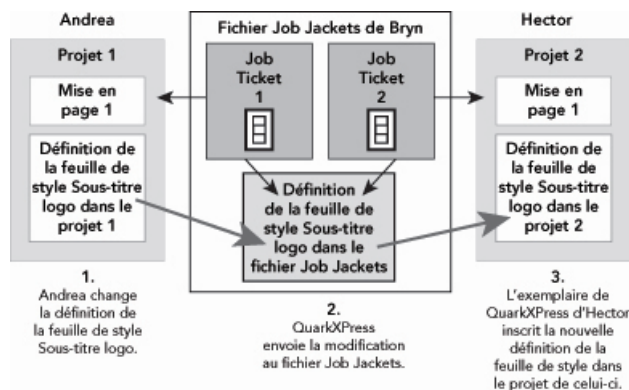 Andrea
Projet 1
Mise en
page 1
Définition de
la feuille de
style Sous-titre
logo dans le
projet 1
1.
Andrea change
la définition de
la feuille de style
Sous-titre logo.
Fichier Job Jackets de Bryn
Job
Ticket
1
Job
Ticket
2
Définition
de la feuille de
style Sous-titre
logo dans le
fichier Job Jackets
2.
QuarkXPress
envoie la modification
au fichier Job Jackets.
Hector
Projet 2
Mise en
page 1
Définition de
la feuille de
style Sous-titre
logo dans le
projet 2
3.
L'exemplaire de
QuarkXPress d'Hector
inscrit la nouvelle
définition de la
feuille de style dans
le projet de celui-ci.